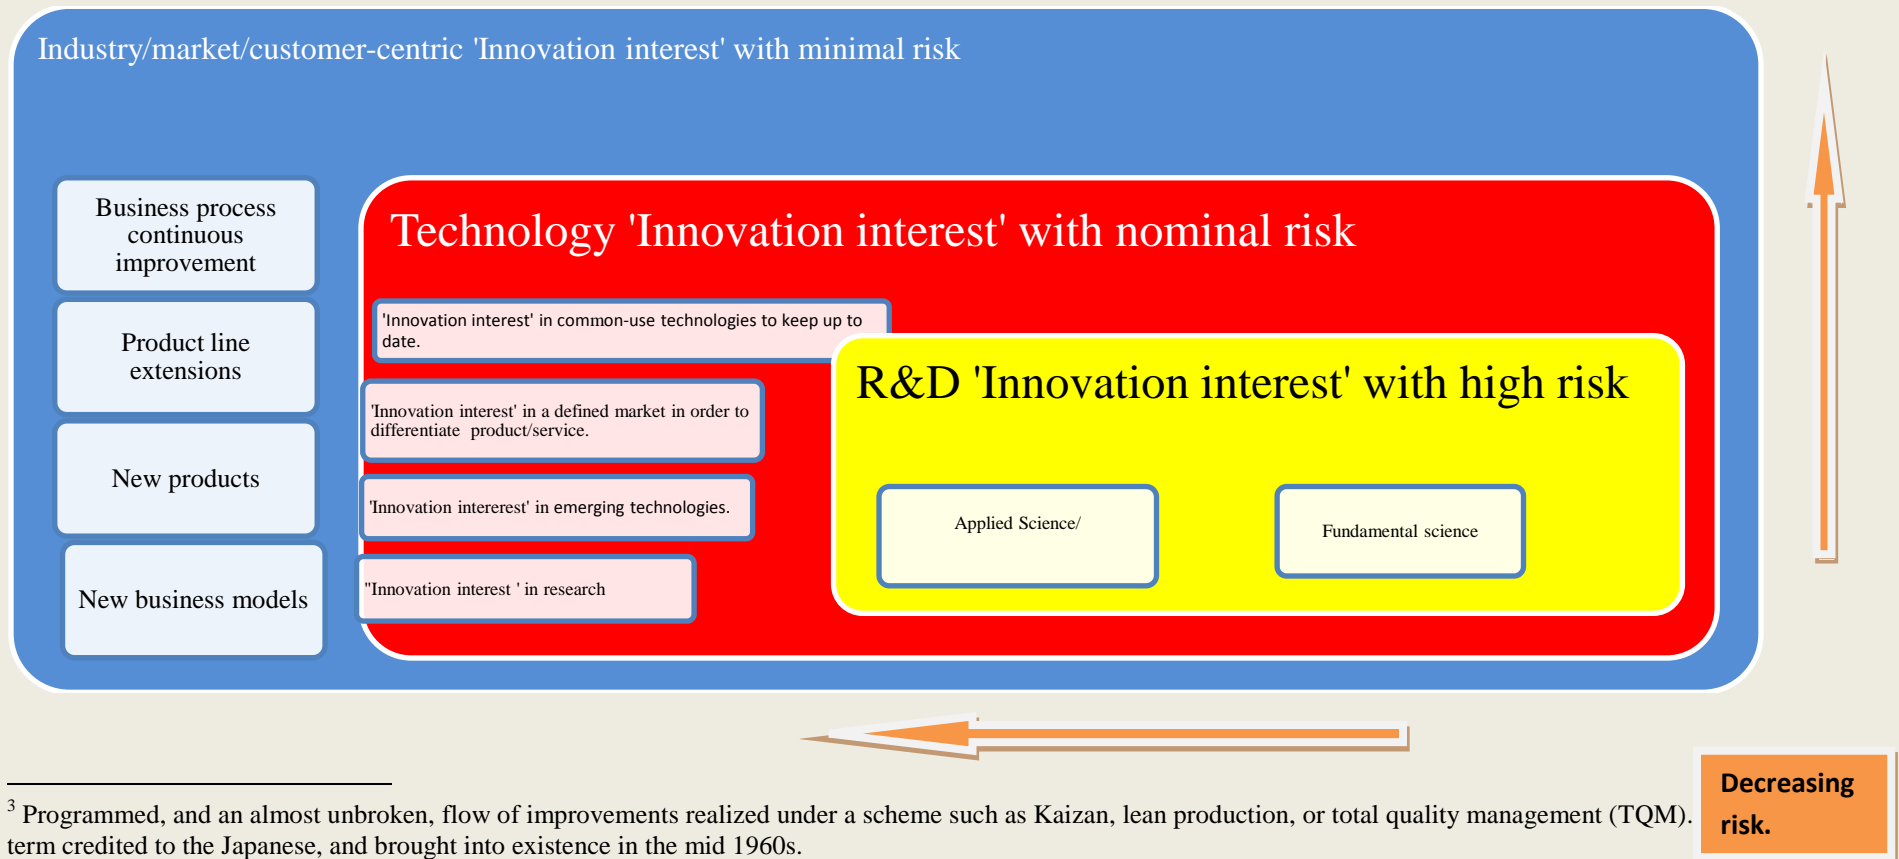 Industry/market/customer-centric 'Innovation interest' with minimal risk
Business process
continuous
improvement
Product line
extensions
New products
New business models
Technology 'Innovation interest' with nominal risk
'Innovation interest' in common-use technologies to keep up to
date.
'Innovation interest' in a defined market in order to
differentiate product/service.
'Innovation intererest' in emerging technologies.
"Innovation interest ' in research
R&D 'Innovation interest' with high risk
Applied Science/
Fundamental science
3 Programmed, and an almost unbroken, flow of improvements realized under a scheme such as Kaizan, lean production, or total quality management (TQM).
term credited to the Japanese, and brought into existence in the mid 1960s.
Decreasing
risk.